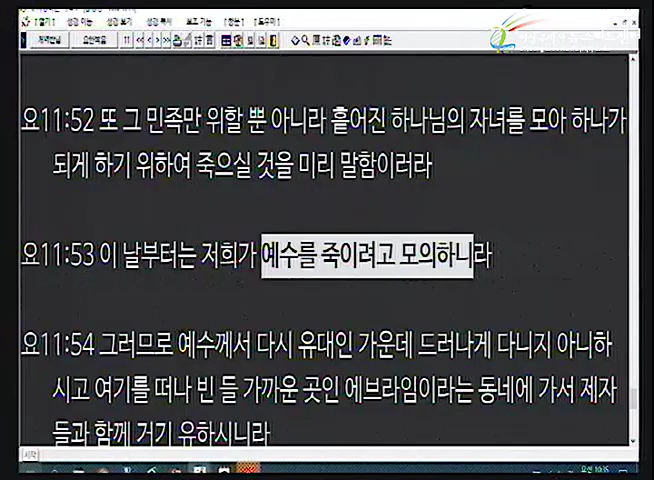 요11:52 또 그 민족만 위할 뿐 아니라 흩어진 하나님의 자녀를 모아 하나가
되게 하기 위하여 죽으실 것을 미리 말함이러라
요11:53 이 날부터는 저희가 예수를 죽이려고 모의하니라
요11:54 그러므로 예수께서 다시 유대인 가운데 드러나게 다니지 아니하
시고 여기를 떠나 빈 들 가까운 곳인 에브라임이라는 동네에 가서 제자
들과 함께 거기 유하시니라
시작